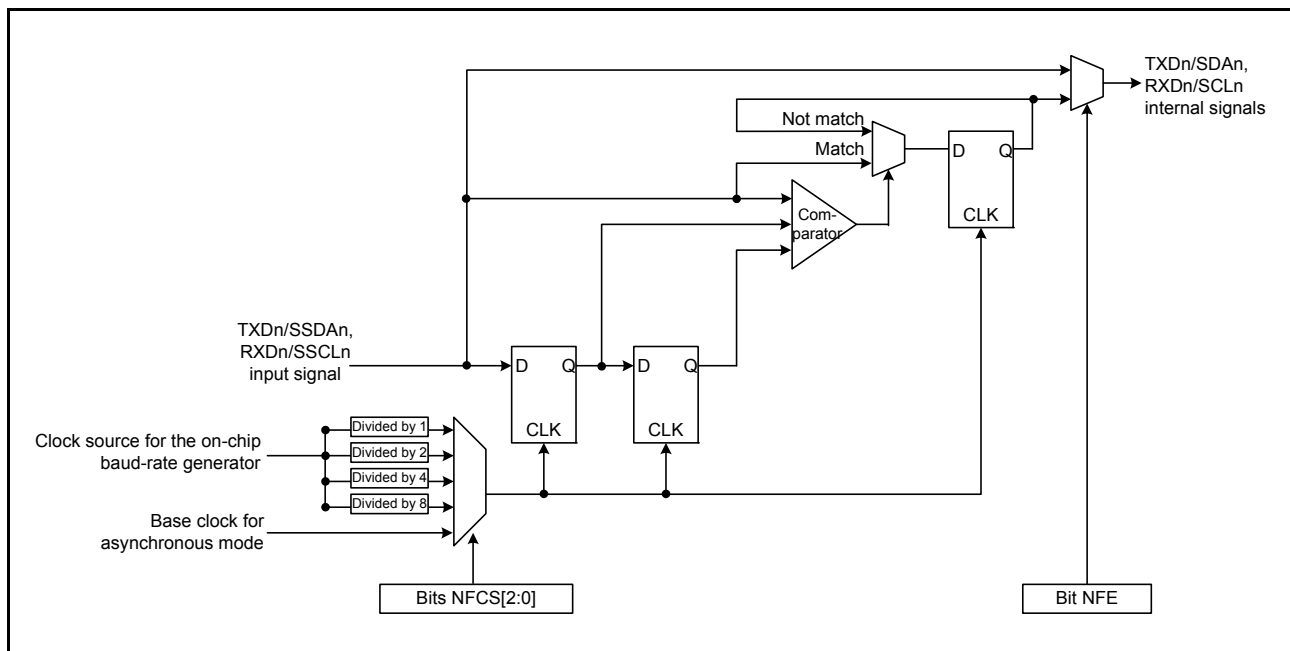 TXDn/SDAn,
RXDn/SCLn
internal signals
Not match
Match
D
Q
CLK
Com-
parator
TXDn/SSDAn,
RXDn/SSCLn
input signal
D
Q
CLK
D
Q
CLK
Clock source for the on-chip
baud-rate generator
Divided by 1
Divided by 2
Divided by 4
Divided by 8
Base clock for
asynchronous mode
Bits NFCS[2:0]
Bit NFE